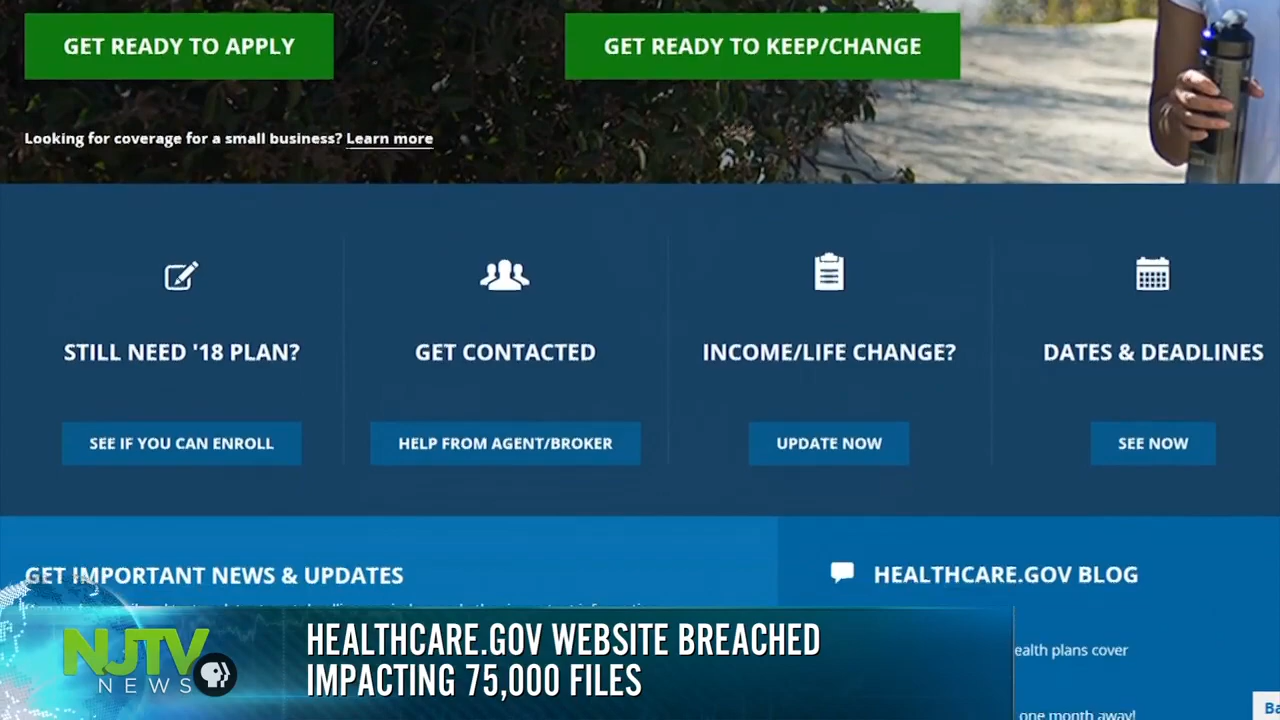 GET READY TO APPLY
GET READY TO KEEP/CHANGE
Looking for coverage for a small business? Learn more
STILL NEED '18 PLAN?
GET CONTACTED
INCOME/LIFE CHANGE?
DATES & DEADLINES
SEE IF YOU CAN ENROLL
HELP FROM AGENT/BROKER
UPDATE NOW
SEE NOW
GET IMPORTANT NEWS & UPDATES
HEALTHCARE.GOV BLOG
ealth plans cover
one month away!
Ba
NJTV
NEWS
HEALTHCARE.GOV WEBSITE BREACHED
IMPACTING 75,000 FILES